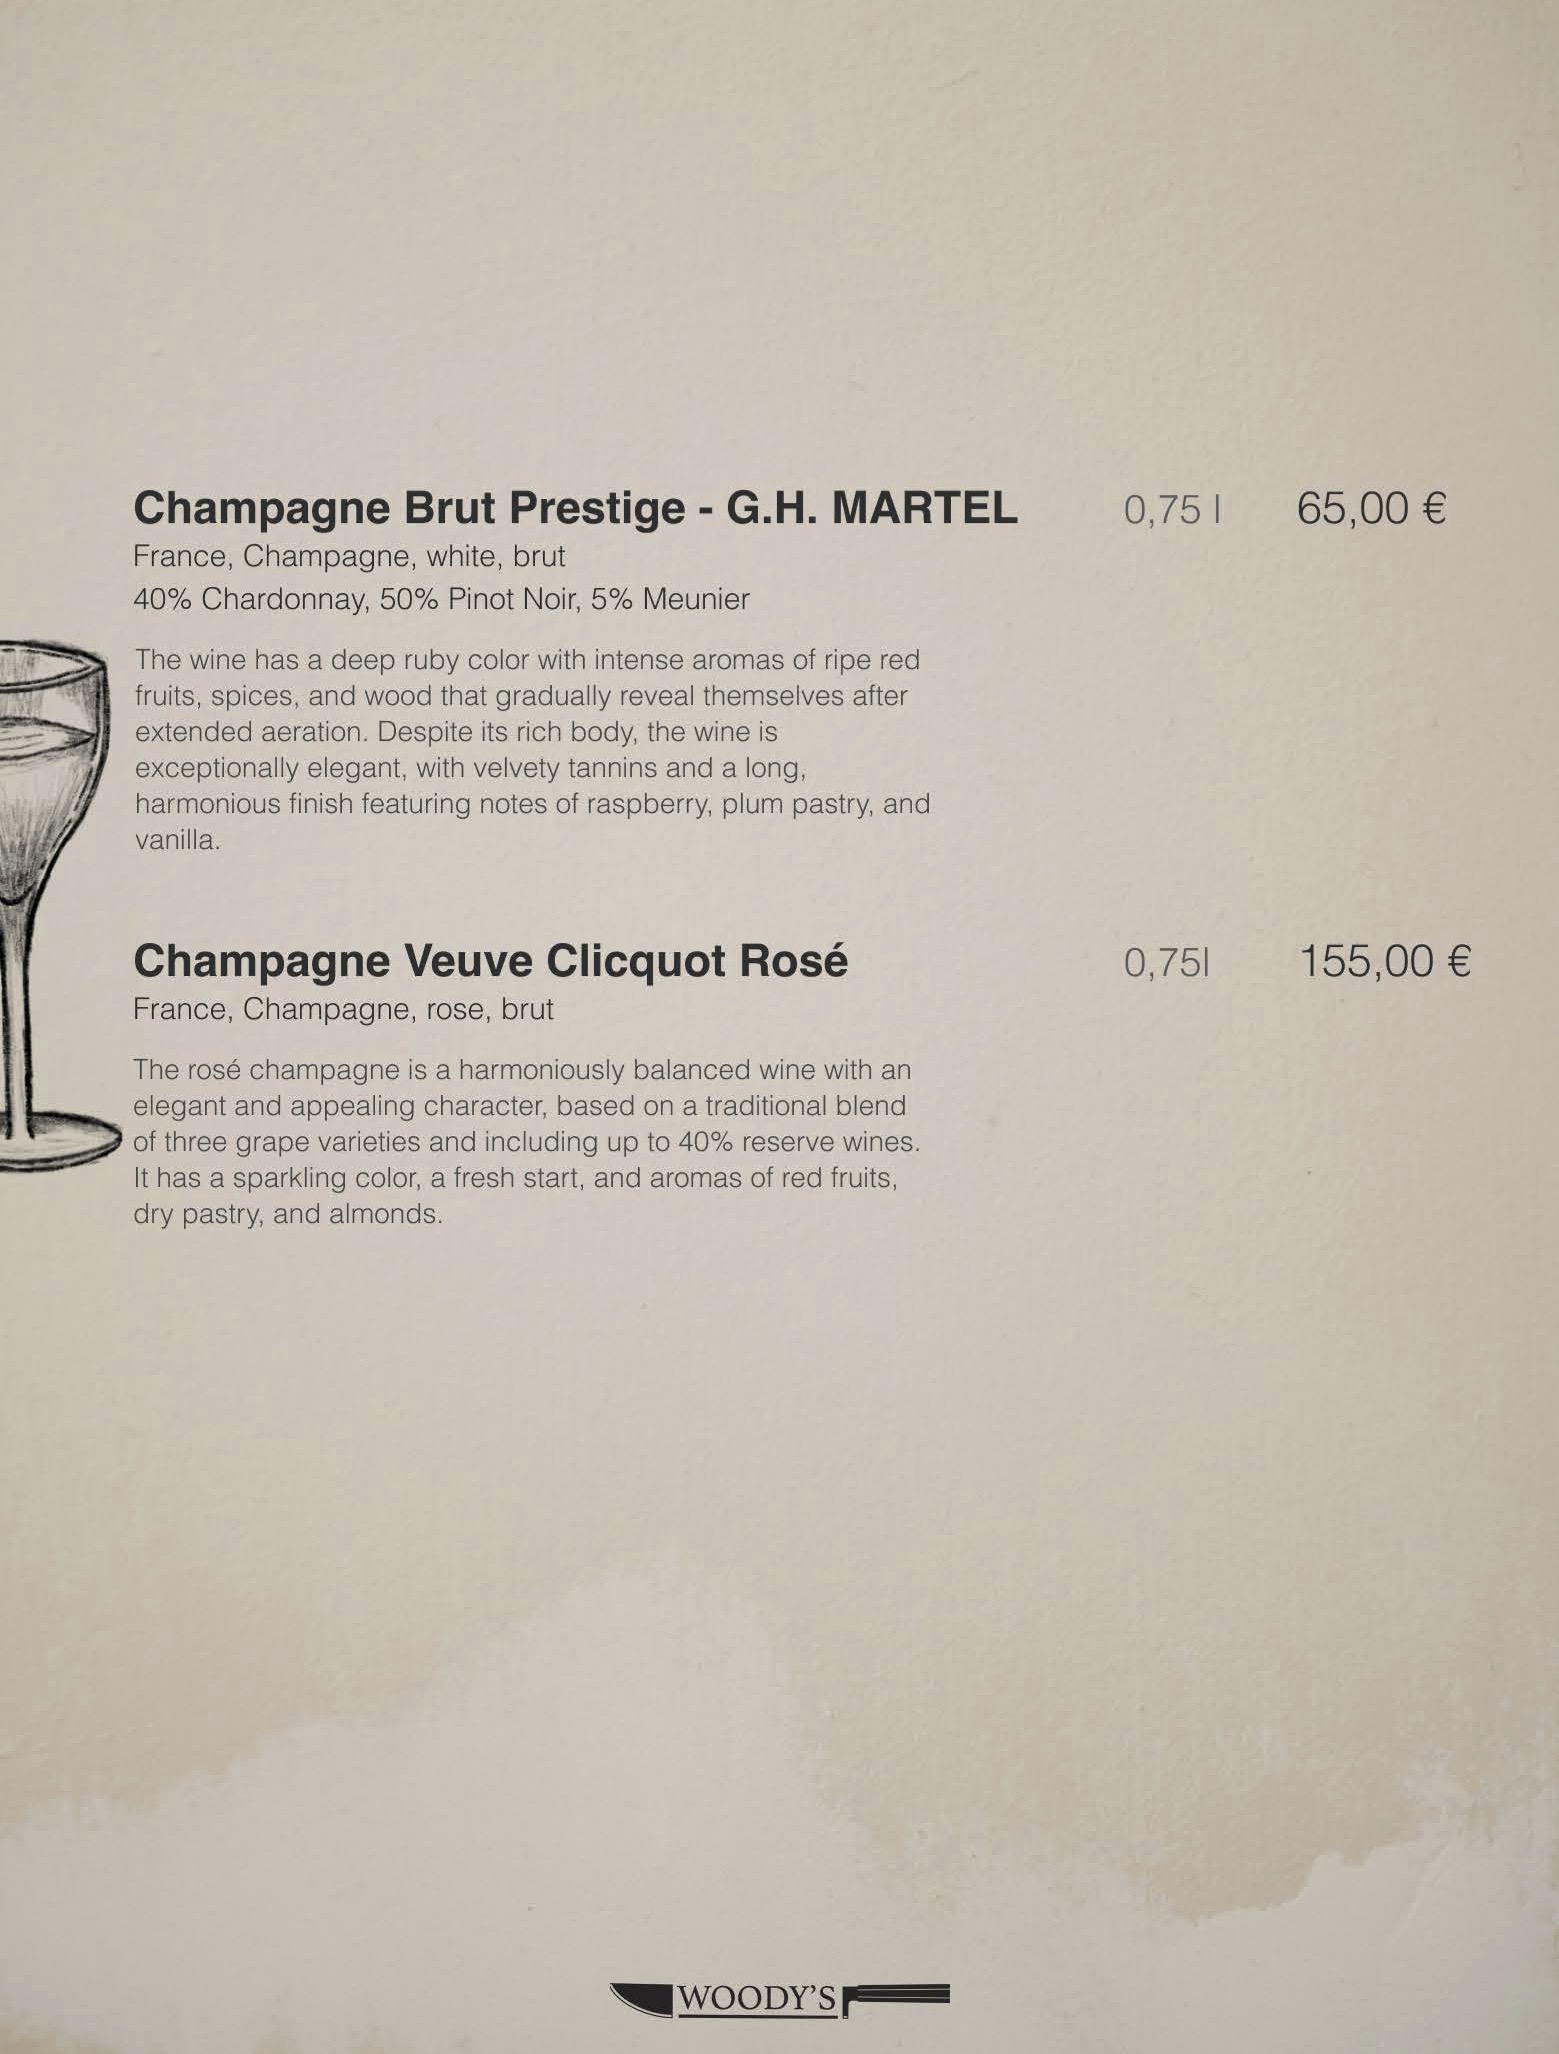 Champagne Brut Prestige - G.H. MARTEL 0,75 l 65,00 €
France, Champagne, white, brut
40% Chardonnay, 50% Pinot Noir, 5% Meunier
The wine has a deep ruby color with intense aromas of ripe red
fruits, spices, and wood that gradually reveal themselves after
extended aeration. Despite its rich body, the wine is
exceptionally elegant, with velvety tannins and a long,
harmonious finish featuring notes of raspberry, plum pastry, and
vanilla.
Champagne Veuve Clicquot Rosé 0,75l 155,00 €
France, Champagne, rose, brut
The rosé champagne is a harmoniously balanced wine with an
elegant and appealing character, based on a traditional blend
of three grape varieties and including up to 40% reserve wines.
It has a sparkling color, a fresh start, and aromas of red fruits,
dry pastry, and almonds.
WOODY'S